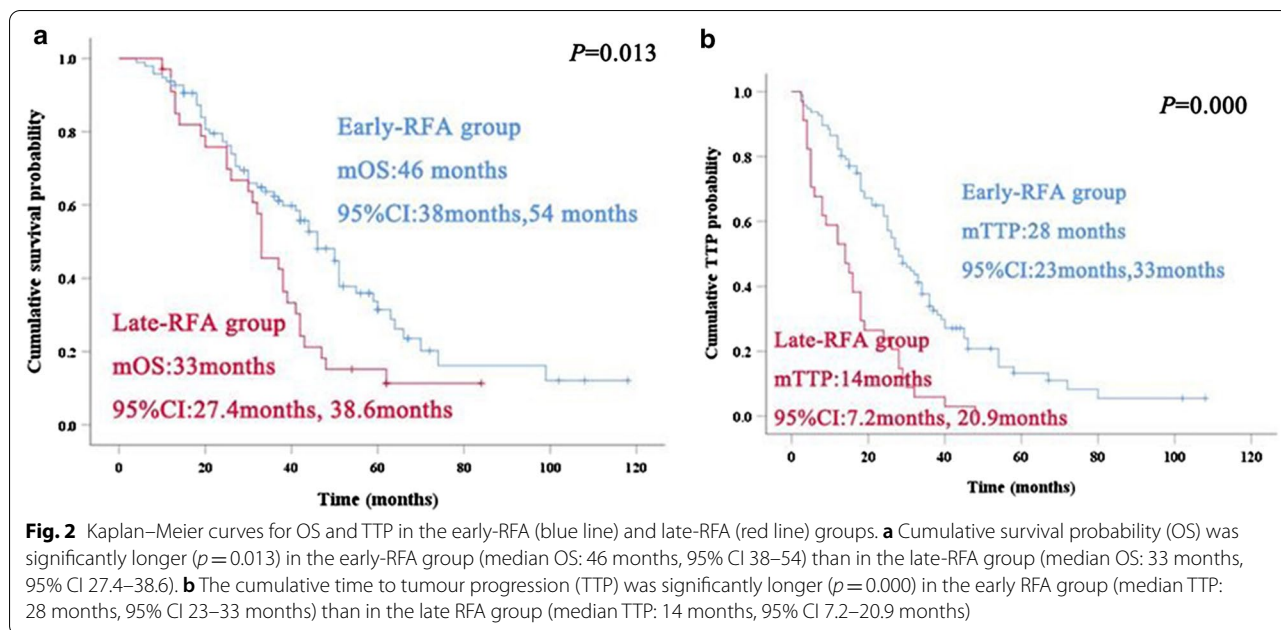 a
P=0.013
1.0
0.8
0.6
0.4
0.2
0.0
Cumulative survival probability
Early-RFA group
mOS:46 months
95%CI:38months,54 months
Late-RFA group
mOS:33months
95%CI:27.4months, 38.6months
0 20 40 60 80 100 120
Time (months)
b
P=0.000
1.0
0.8
0.6
0.4
0.2
0.0
Cumulative TTP probability
Early-RFA group
mTTP:28 months
95%CI:23months,33months
Late-RFA group
mTTP:14months
95%CI:7.2months, 20.9months
0 20 40 60 80 100 120
Time (months)
Fig. 2 Kaplan–Meier curves for OS and TTP in the early-RFA (blue line) and late-RFA (red line) groups. a Cumulative survival probability (OS) was
significantly longer (p = 0.013) in the early-RFA group (median OS: 46 months, 95% CI 38–54) than in the late-RFA group (median OS: 33 months,
95% CI 27.4–38.6). b The cumulative time to tumour progression (TTP) was significantly longer (p = 0.000) in the early RFA group (median TTP:
28 months, 95% CI 23–33 months) than in the late RFA group (median TTP: 14 months, 95% CI 7.2–20.9 months)